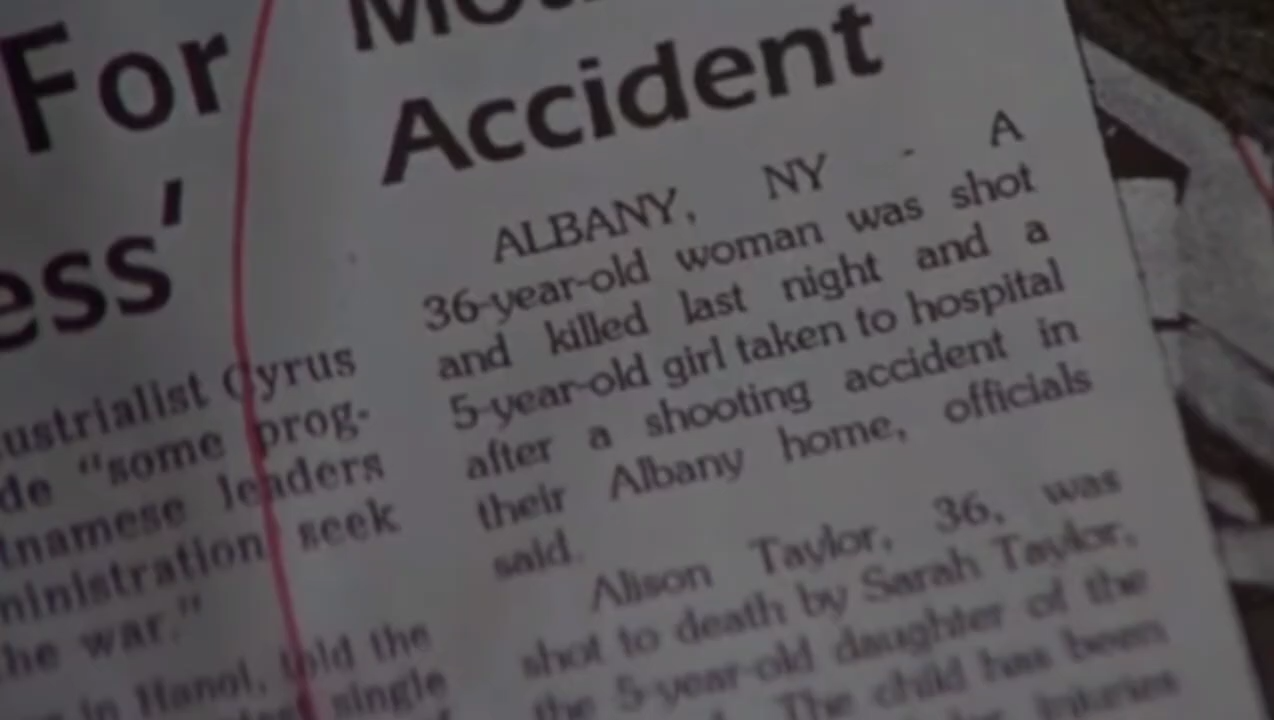 For
ess'
ustrialist Cyrus
de "some prog-
tnamese leaders
ministration seek
he war."
in Hanoi, told the
single
Accident
ALBANY, NY - A
36-year-old woman was shot
and killed last night and a
5-year-old girl taken to hospital
after a shooting accident in
their Albany home, officials
said.
Alison Taylor, 36, was
shot to death by Sarah Taylor,
the 5-year-old daughter of the
The child has been
injuries